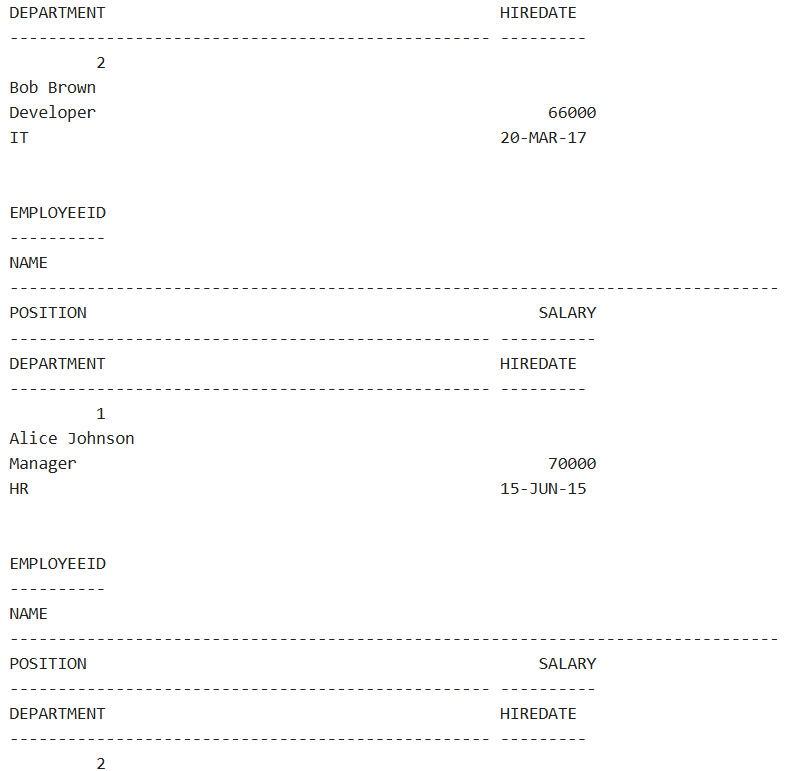 DEPARTMENT                                         HIREDATE
-------------------------------------------------- ---------
         2
Bob Brown
Developer                                               66000
IT                                                 20-MAR-17
EMPLOYEEID
----------
NAME
--------------------------------------------------------------------------------
POSITION                                               SALARY
-------------------------------------------------- ----------
DEPARTMENT                                         HIREDATE
-------------------------------------------------- ---------
         1
Alice Johnson
Manager                                                 70000
HR                                                 15-JUN-15
EMPLOYEEID
----------
NAME
--------------------------------------------------------------------------------
POSITION                                               SALARY
-------------------------------------------------- ----------
DEPARTMENT                                         HIREDATE
-------------------------------------------------- ---------
         2